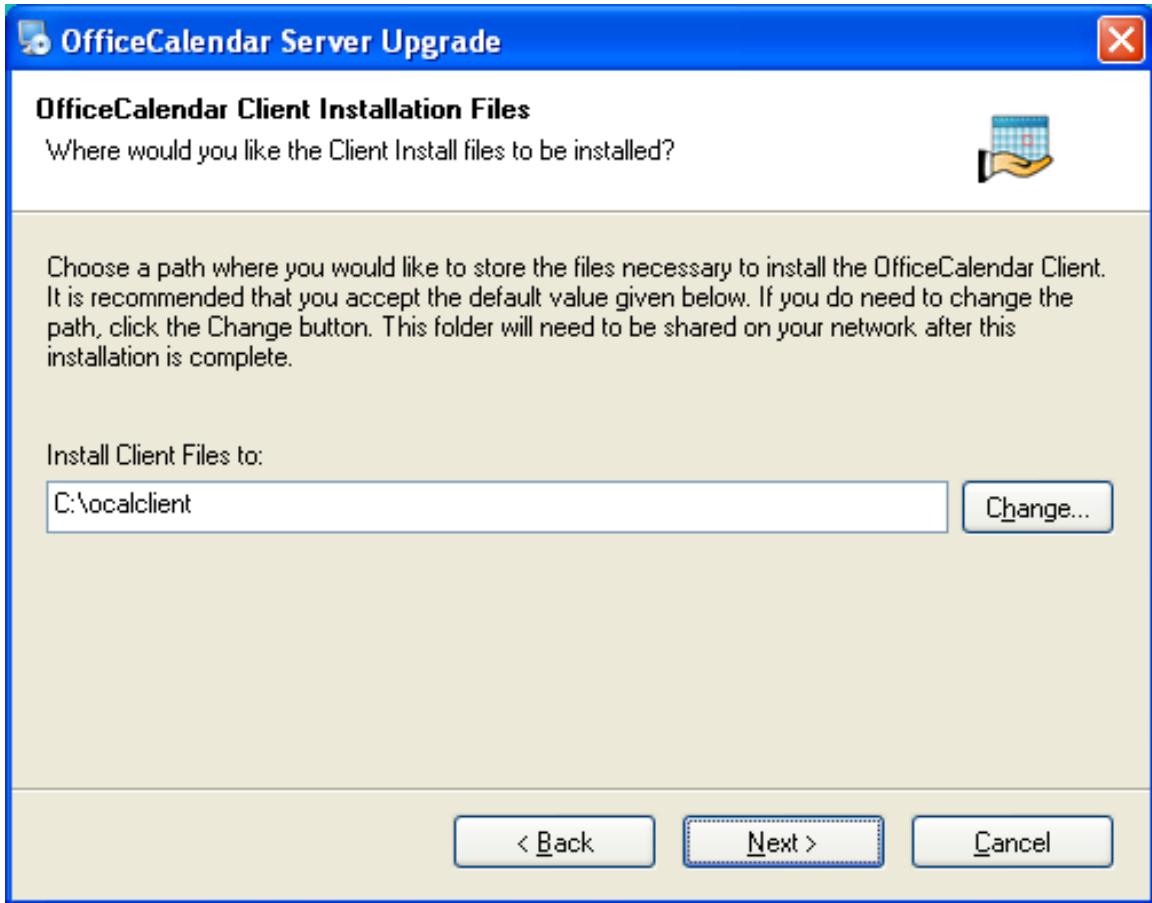 OfficeCalendar Server Upgrade
OfficeCalendar Client Installation Files
Where would you like the Client Install files to be installed?
Choose a path where you would like to store the files necessary to install the OfficeCalendar Client.
It is recommended that you accept the default value given below. If you do need to change the
path, click the Change button. This folder will need to be shared on your network after this
installation is complete.
Install Client Files to:
C:\ocalclient
Change...
< Back
Next >
Cancel